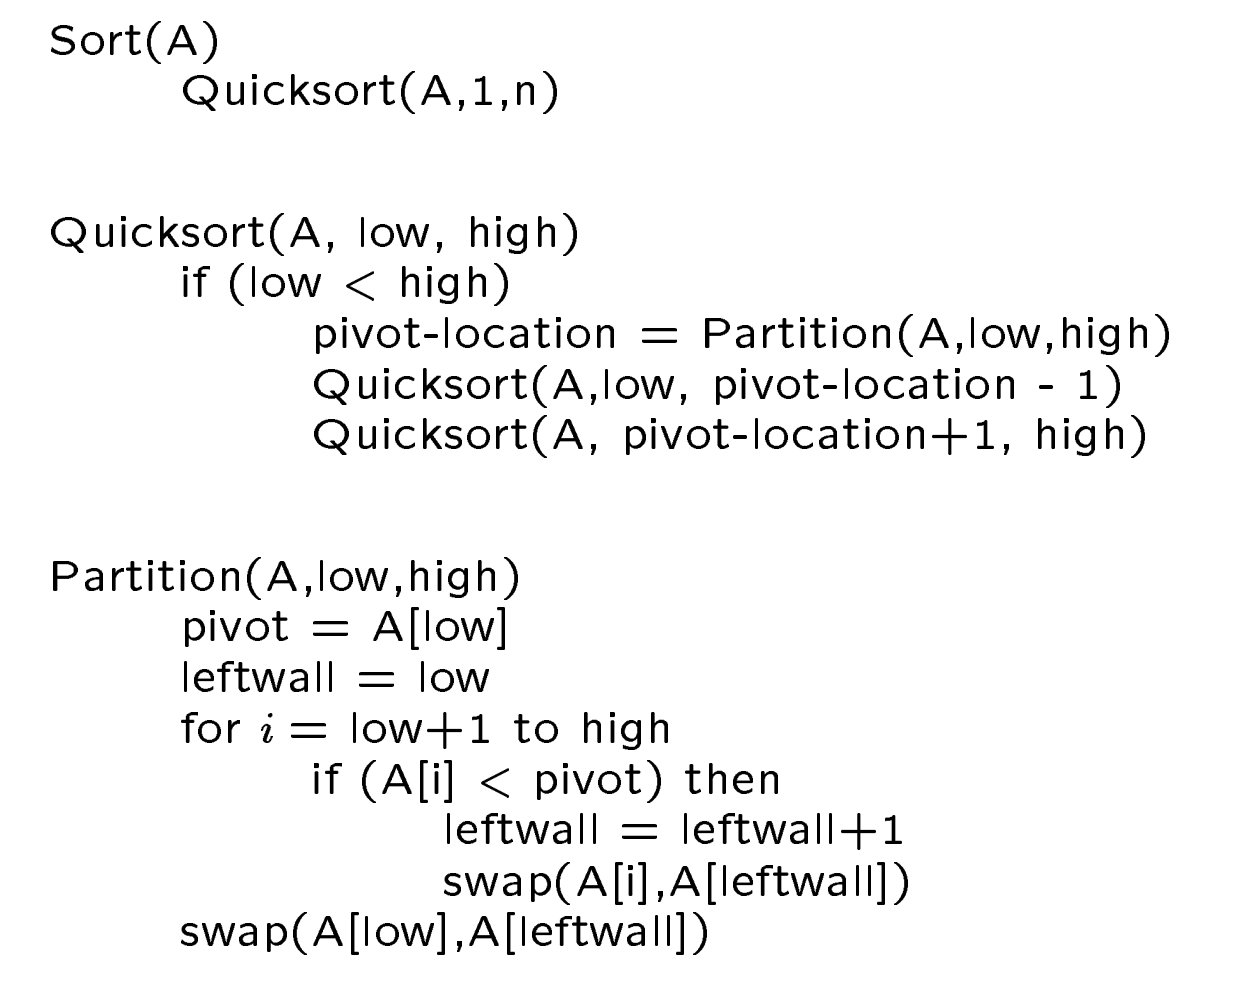 Sort(A)
Quicksort(A,1,n)
Quicksort(A, low, high)
if (low < high)
pivot-location = Partition(A,low,high)
Quicksort(A,low, pivot-location - 1)
Quicksort(A, pivot-location+1, high)
Partition(A,low,high)
pivot = A[low]
leftwall = low
for i = low+1 to high
if (A[i] < pivot) then
leftwall = leftwall+1
swap(A[i],A[leftwall])
swap(A[low],A[leftwall])